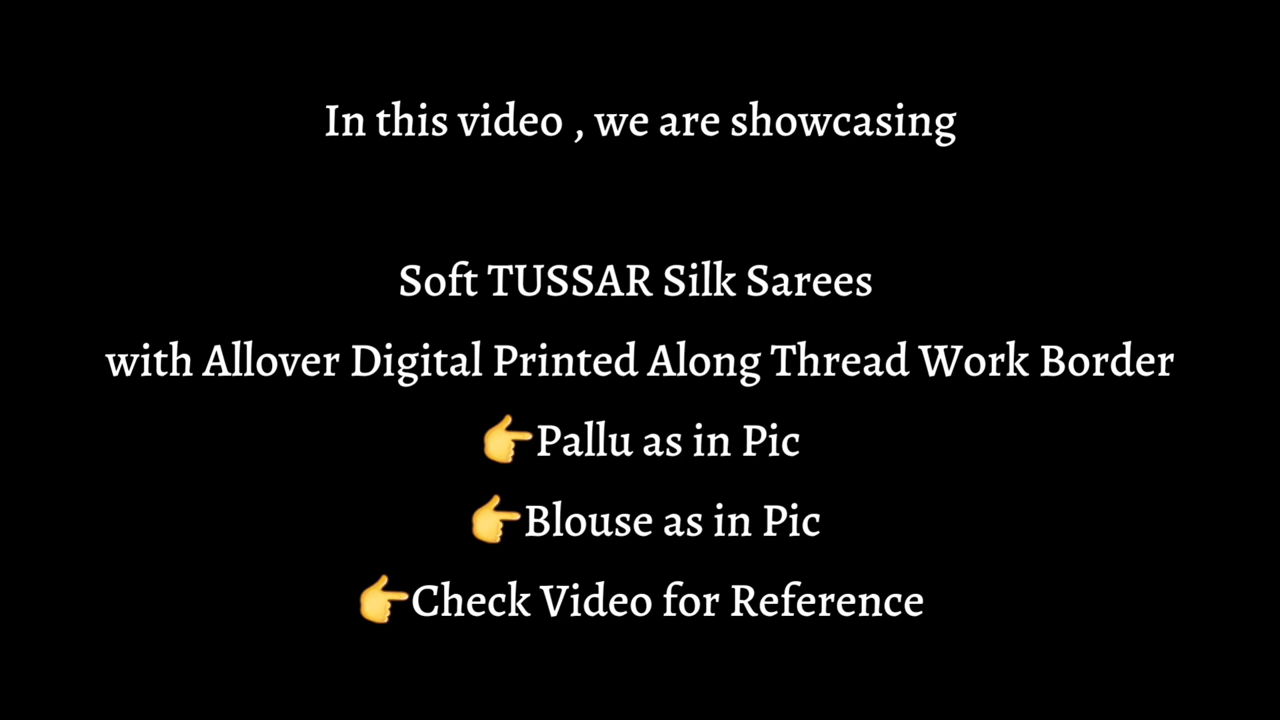 In this video , we are showcasing
Soft TUSSAR Silk Sarees
with Allover Digital Printed Along Thread Work Border
👉Pallu as in Pic
👉Blouse as in Pic
👉Check Video for Reference